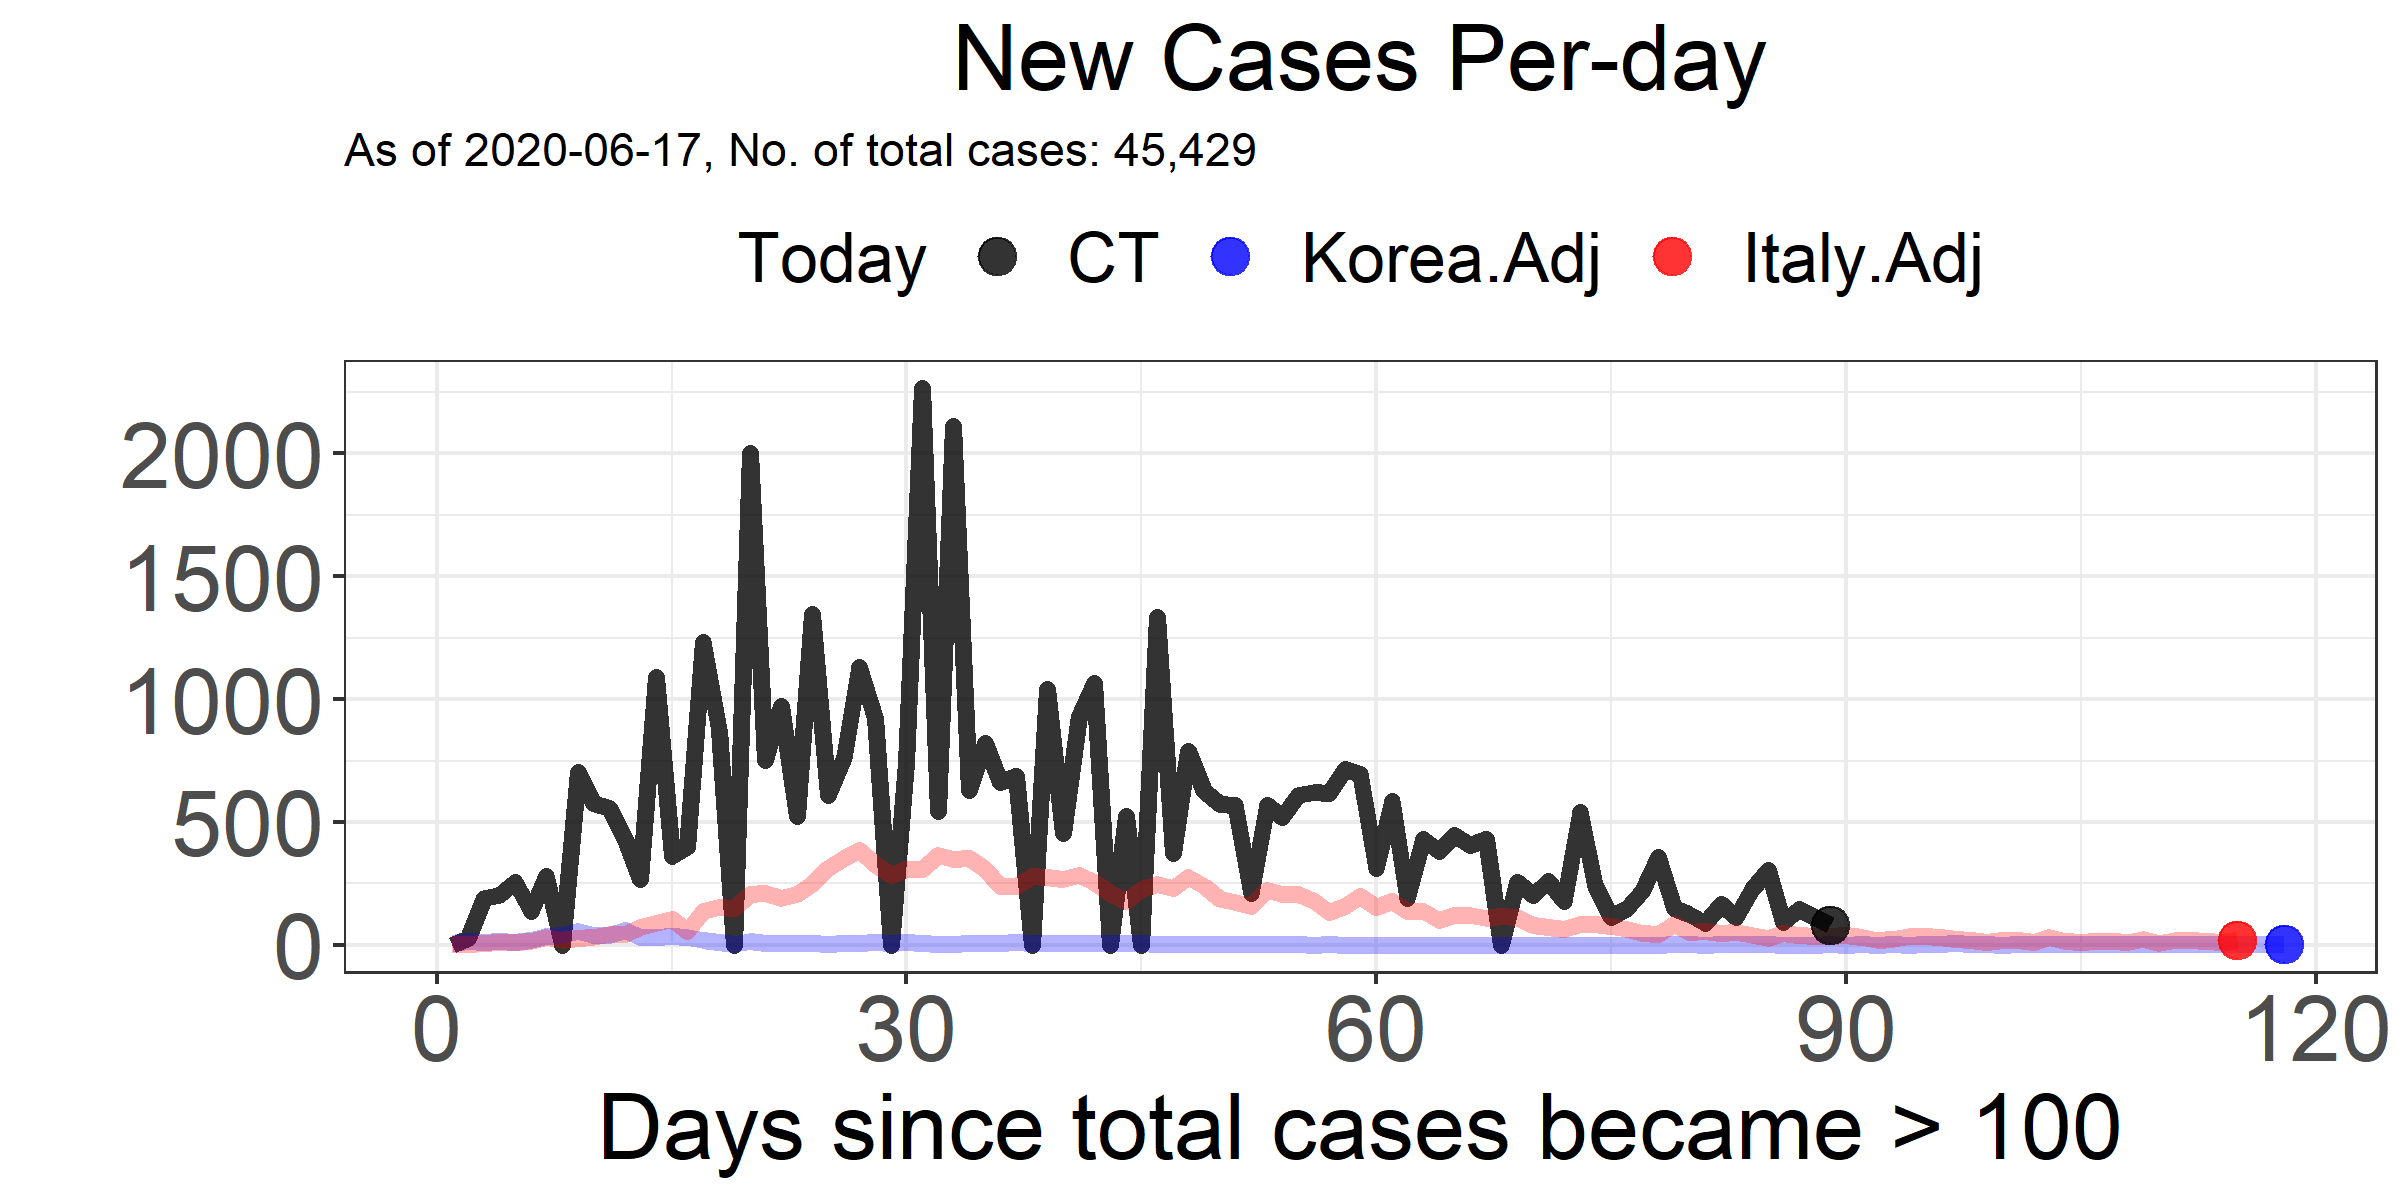 New Cases Per-day
As of 2020-06-17, No. of total cases: 45,429
Today CT Korea.Adj Italy.Adj
2000
1500
1000
500
0
0 30 60 90 120
Days since total cases became > 100